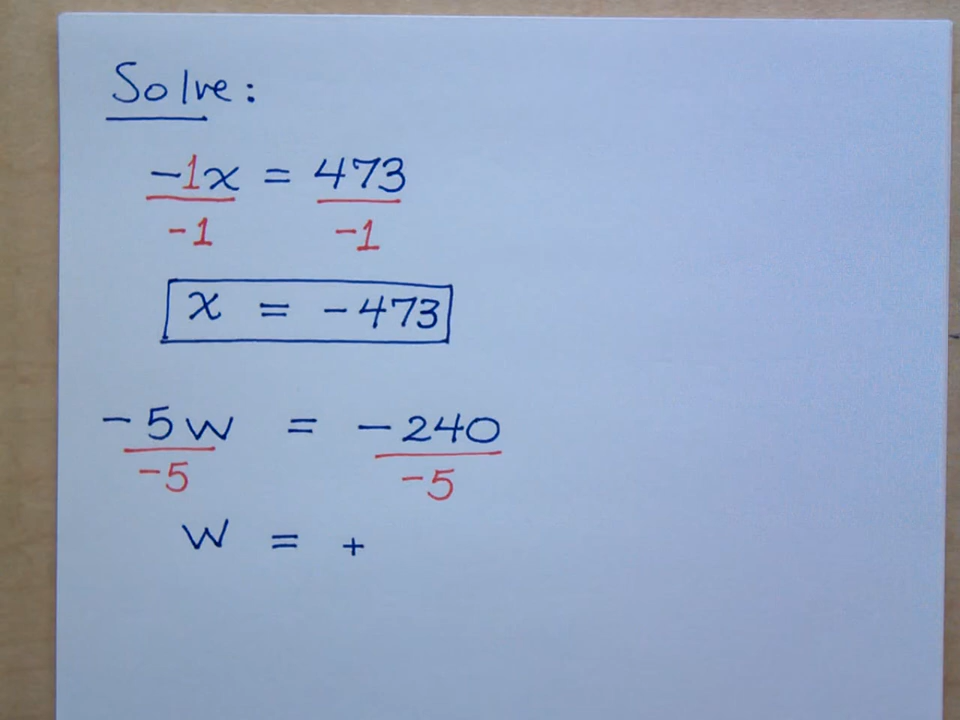 Solve:
-1x = 473
-1 -1
x = -473
-5w = -240
-5 -5
w = +